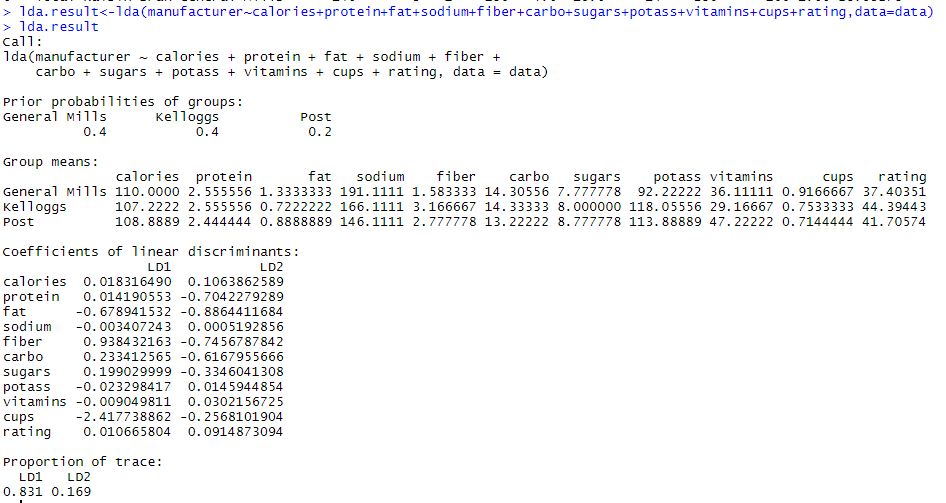 > lda.result<-lda(manufacturer~calories+protein+fat+sodium+fiber+carbo+sugars+potass+vitamins+cups+rating,data=data)
> lda.result
Call:
lda(manufacturer ~ calories + protein + fat + sodium + fiber +
    carbo + sugars + potass + vitamins + cups + rating, data = data)

Prior probabilities of groups:
General Mills      Kelloggs          Post
          0.4           0.4           0.2

Group means:
              calories  protein       fat   sodium    fiber    carbo   sugars    potass vitamins      cups   rating
General Mills 110.0000 2.555556 1.3333333 191.1111 1.583333 14.30556 7.777778  92.22222 36.11111 0.9166667 37.40351
Kelloggs      107.2222 2.555556 0.7222222 166.1111 3.166667 14.33333 8.000000 118.05556 29.16667 0.7533333 44.39443
Post          108.8889 2.444444 0.8888889 146.1111 2.777778 13.22222 8.777778 113.88889 47.22222 0.7144444 41.70574

Coefficients of linear discriminants:
                  LD1           LD2
calories  0.018316490  0.1063862589
protein   0.014190553 -0.7042279289
fat      -0.678941532 -0.8864411684
sodium   -0.003407243  0.0005192856
fiber     0.938432163 -0.7456787842
carbo     0.233412565 -0.6167955666
sugars    0.199029999 -0.3346041308
potass   -0.023298417  0.0145944854
vitamins -0.009049811  0.0302156725
cups     -2.417738862 -0.2568101904
rating    0.010665804  0.0914873094

Proportion of trace:
  LD1   LD2
0.831 0.169